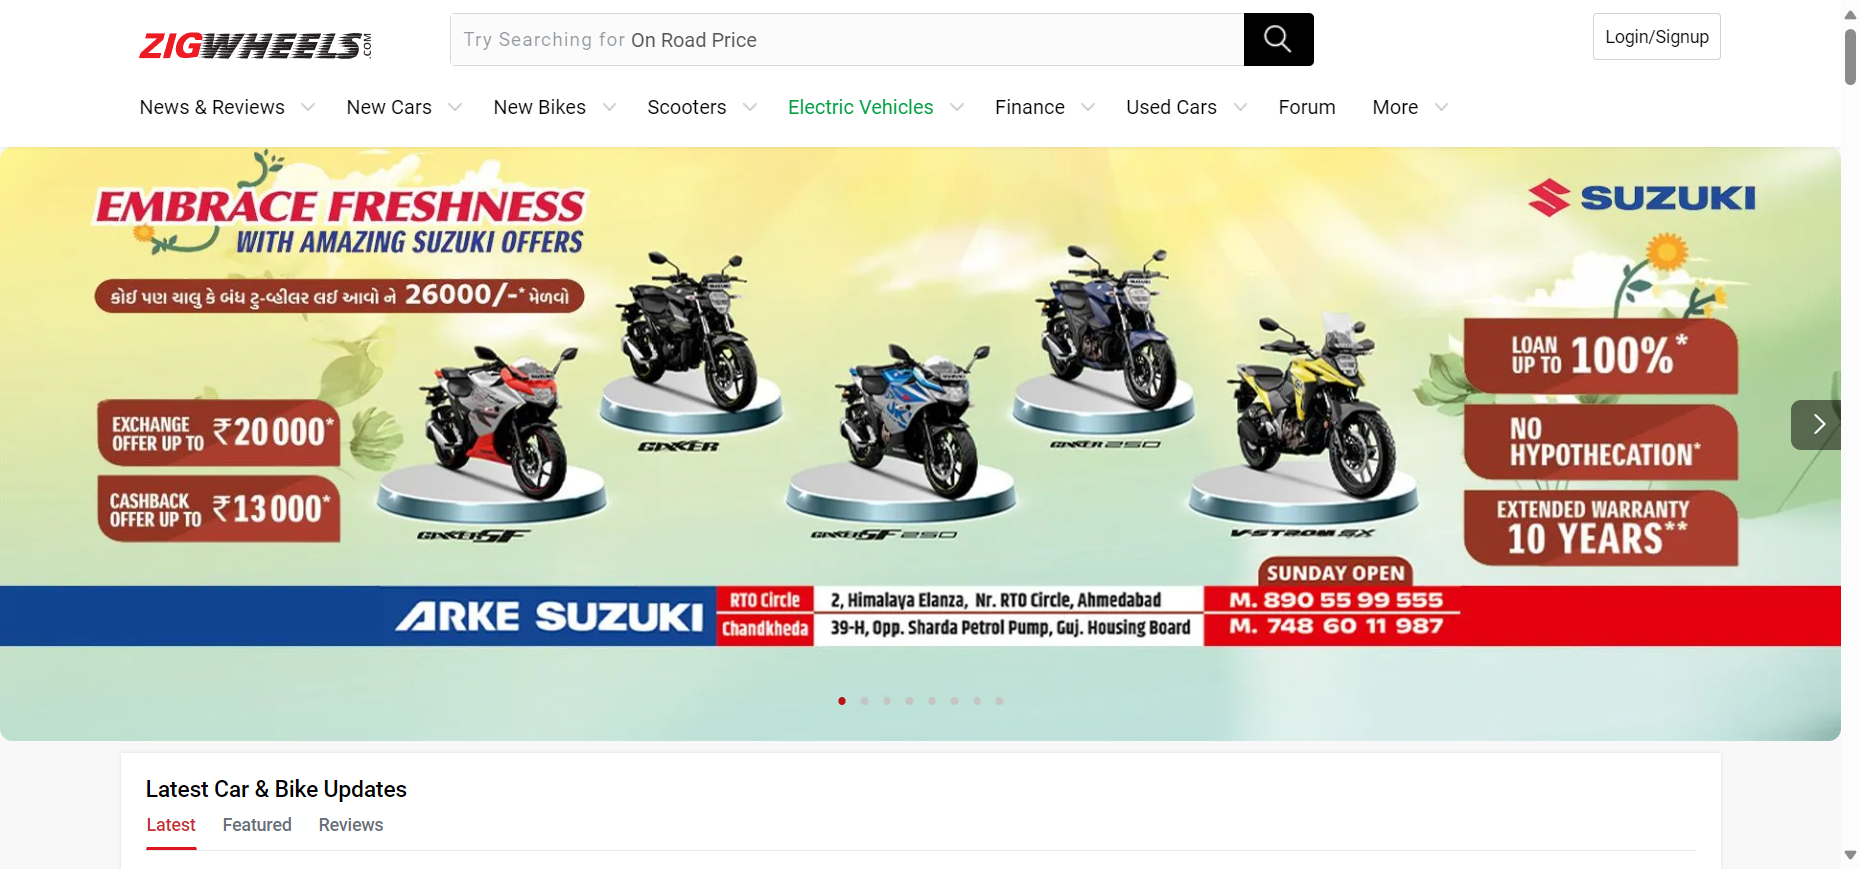 ZIGWHEELS.COM
Try Searching for On Road Price
Login/Signup
News & Reviews New Cars New Bikes Scooters Electric Vehicles Finance Used Cars Forum More
EMBRACE FRESHNESS
WITH AMAZING SUZUKI OFFERS
SUZUKI
કોઈ પણ ચાલુ કે બંધ ટુ-વ્હીલર લઈ આવો ને 26000/-* મેળવો
EXCHANGE
OFFER UP TO ₹20000*
CASHBACK
OFFER UP TO ₹13000*
GIXXER
GIXXER 250
GIXXER SF
GIXXER SF 250
V-STROM SX
LOAN
UP TO 100%*
NO
HYPOTHECATION*
EXTENDED WARRANTY
10 YEARS**
SUNDAY OPEN
ARKE SUZUKI
RTO Circle 2, Himalaya Elanza, Nr. RTO Circle, Ahmedabad M. 890 55 99 555
Chandkheda 39-H, Opp. Sharda Petrol Pump, Guj. Housing Board M. 748 60 11 987
Latest Car & Bike Updates
Latest Featured Reviews